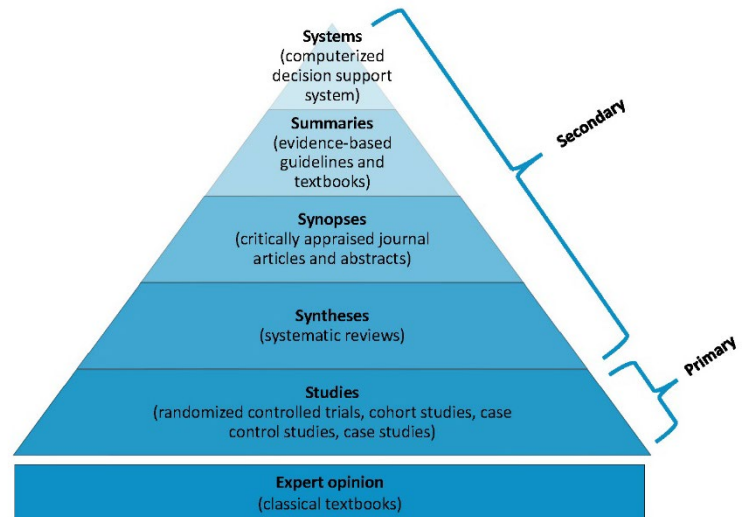 Systems
(computerized
decision support
system)
Summaries
(evidence-based
guidelines and
textbooks)
Synopses
(critically appraised journal
articles and abstracts)
Syntheses
(systematic reviews)
Studies
(randomized controlled trials, cohort studies, case
control studies, case studies)
Expert opinion
(classical textbooks)
Secondary
Primary